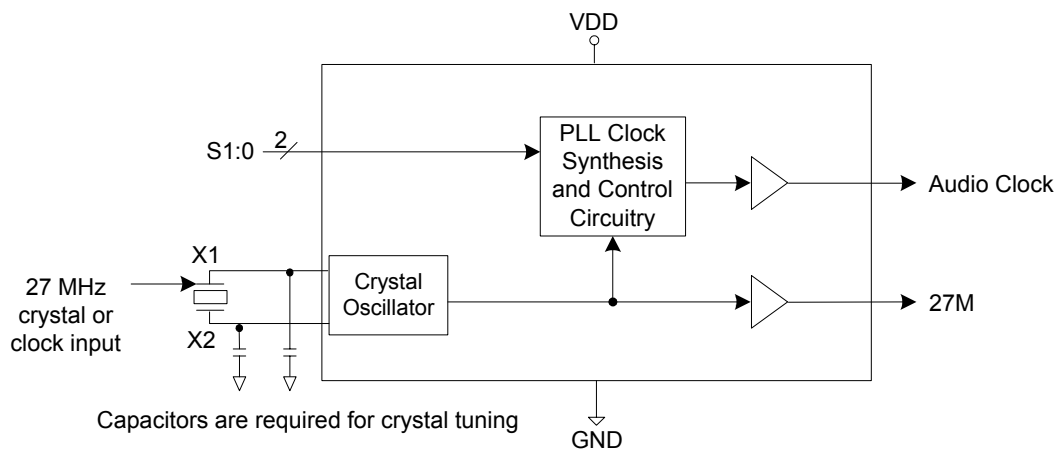 VDD
S1:0
2
PLL Clock
Synthesis
and Control
Circuitry
Audio Clock
X1
27 MHz
crystal or
clock input
X2
Crystal
Oscillator
27M
Capacitors are required for crystal tuning
GND